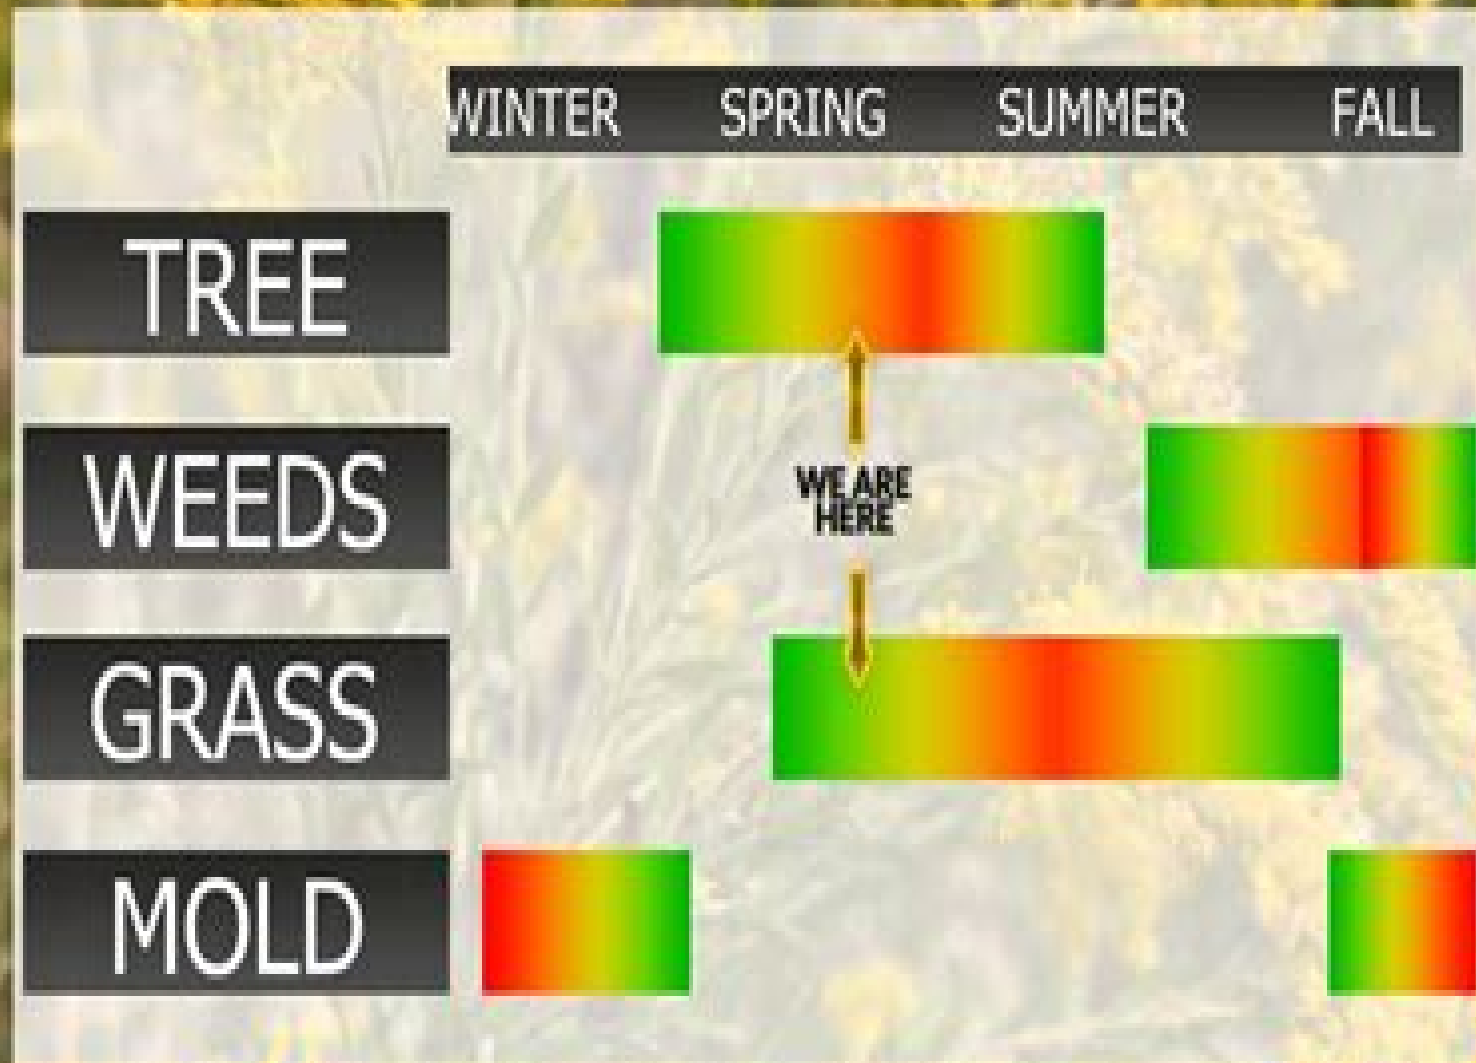 WINTER SPRING SUMMER FALL
TREE
WEEDS
WE ARE
HERE
GRASS
MOLD